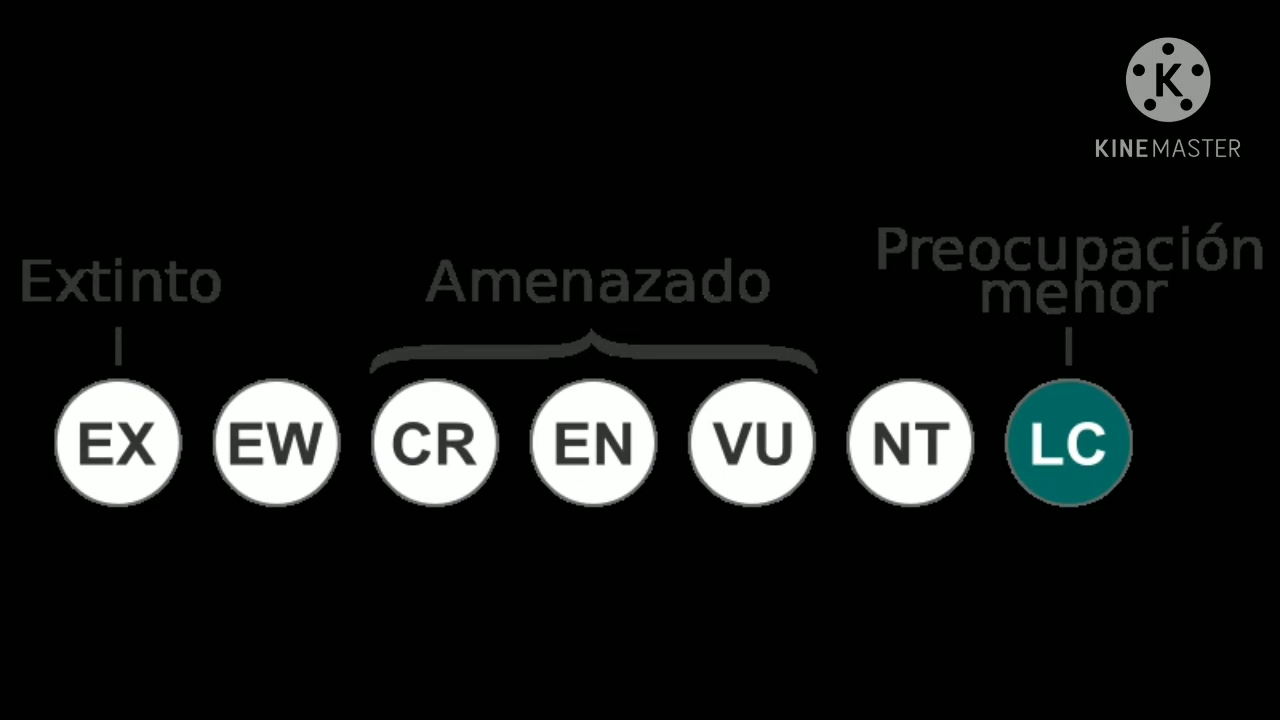 K
KINEMASTER
Extinto
Amenazado
Preocupación
menor
EX EW CR EN VU NT LC